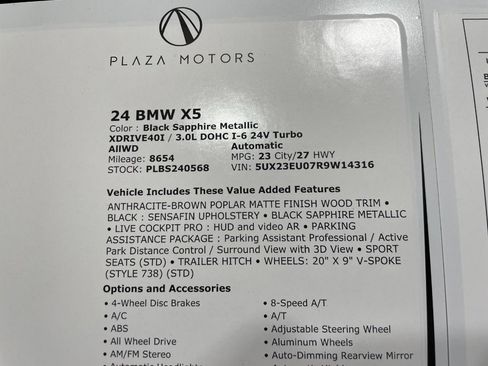 PLAZA MOTORS
24 BMW X5
Color : Black Sapphire Metallic
XDRIVE40I / 3.0L DOHC I-6 24V Turbo
AllWD Automatic
Mileage: 8654 MPG: 23 City/27 HWY
STOCK: PLBS240568 VIN: 5UX23EU07R9W14316
Vehicle Includes These Value Added Features
ANTHRACITE-BROWN POPLAR MATTE FINISH WOOD TRIM •
BLACK : SENSAFIN UPHOLSTERY • BLACK SAPPHIRE METALLIC
• LIVE COCKPIT PRO : HUD and video AR • PARKING
ASSISTANCE PACKAGE : Parking Assistant Professional / Active
Park Distance Control / Surround View with 3D View • SPORT
SEATS (STD) • TRAILER HITCH • WHEELS: 20" X 9" V-SPOKE
(STYLE 738) (STD)
Options and Accessories
• 4-Wheel Disc Brakes • 8-Speed A/T
• A/C • A/T
• ABS • Adjustable Steering Wheel
• All Wheel Drive • Aluminum Wheels
• AM/FM Stereo • Auto-Dimming Rearview Mirror